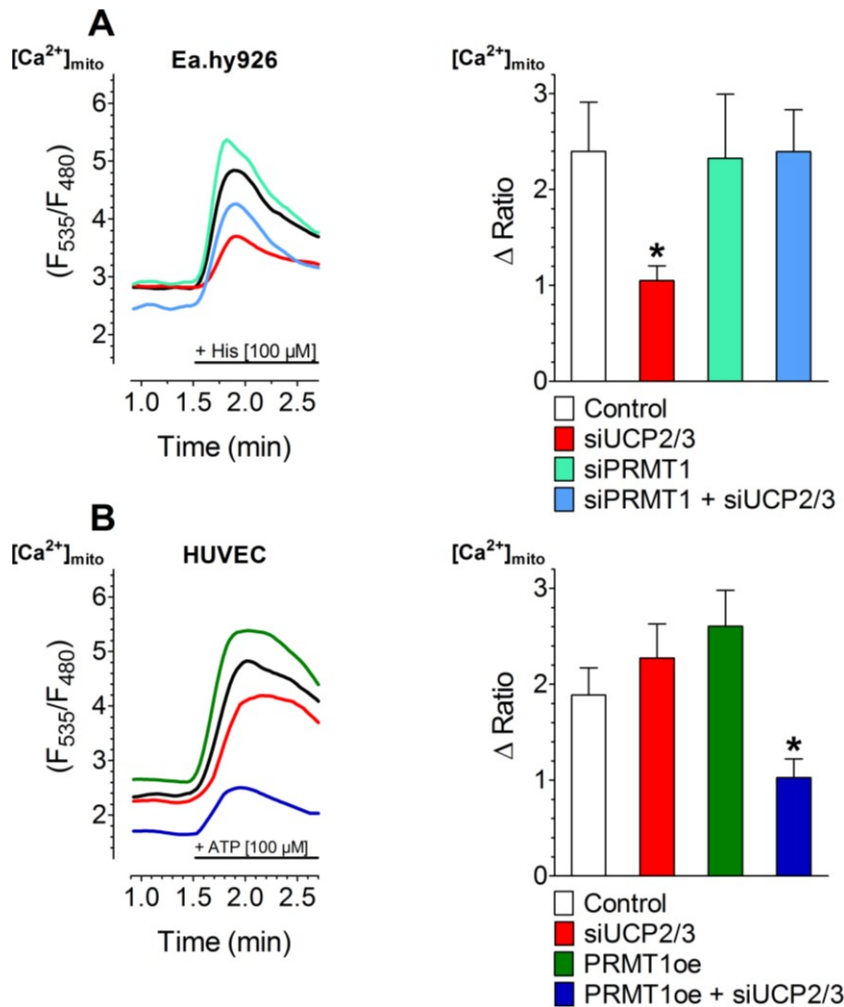 A
[Ca²⁺]mito
Ea.hy926
(F₅₃₅/F₄₈₀)
6
5
4
3
2
+ His [100 µM]
1.0 1.5 2.0 2.5
Time (min)
[Ca²⁺]mito
Δ Ratio
3
2
1
0
*
Control
siUCP2/3
siPRMT1
siPRMT1 + siUCP2/3
B
[Ca²⁺]mito
HUVEC
(F₅₃₅/F₄₈₀)
6
5
4
3
2
+ ATP [100 µM]
1.0 1.5 2.0 2.5
Time (min)
[Ca²⁺]mito
Δ Ratio
3
2
1
0
*
Control
siUCP2/3
PRMT1oe
PRMT1oe + siUCP2/3